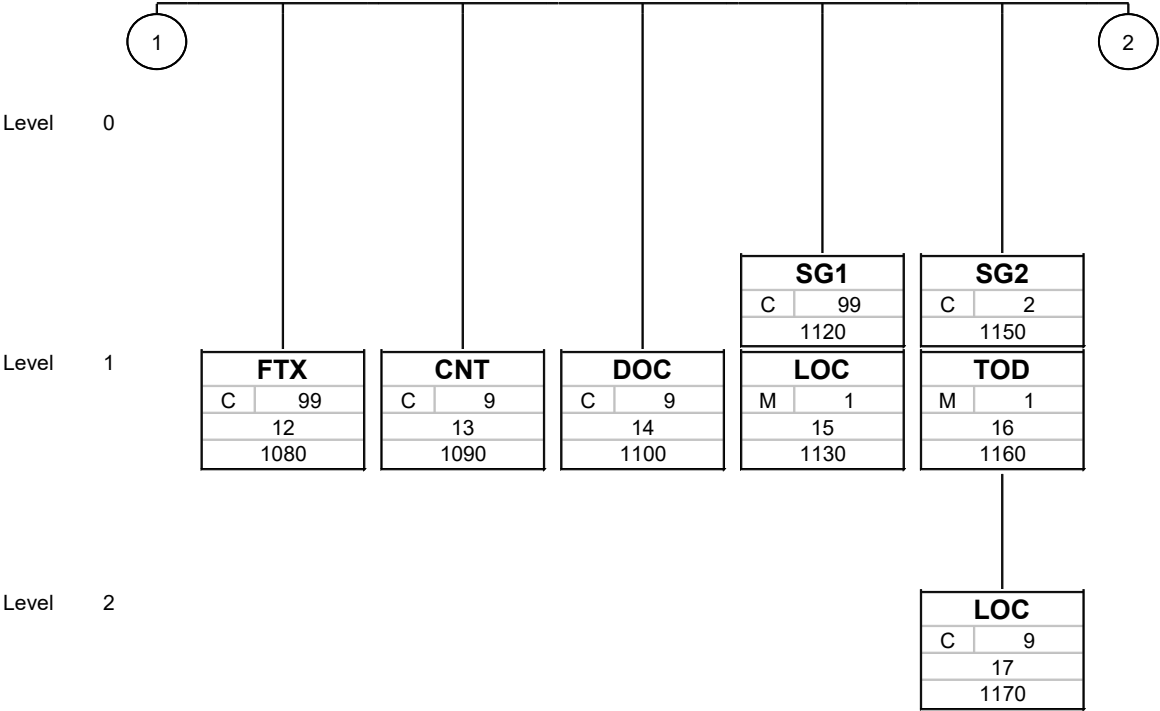 1 2
Level 0
SG1 SG2
C 99 C 2
1120 1150
Level 1 FTX CNT DOC LOC TOD
C 99 C 9 C 9 M 1 M 1
12 13 14 15 16
1080 1090 1100 1130 1160
Level 2 LOC
C 9
17
1170